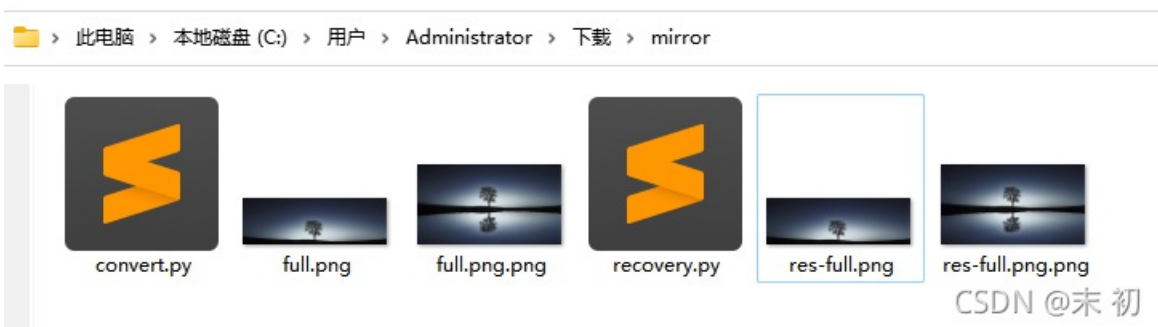 此电脑 › 本地磁盘 (C:) › 用户 › Administrator › 下载 › mirror
convert.py full.png full.png.png recovery.py res-full.png res-full.png.png
CSDN @末 初